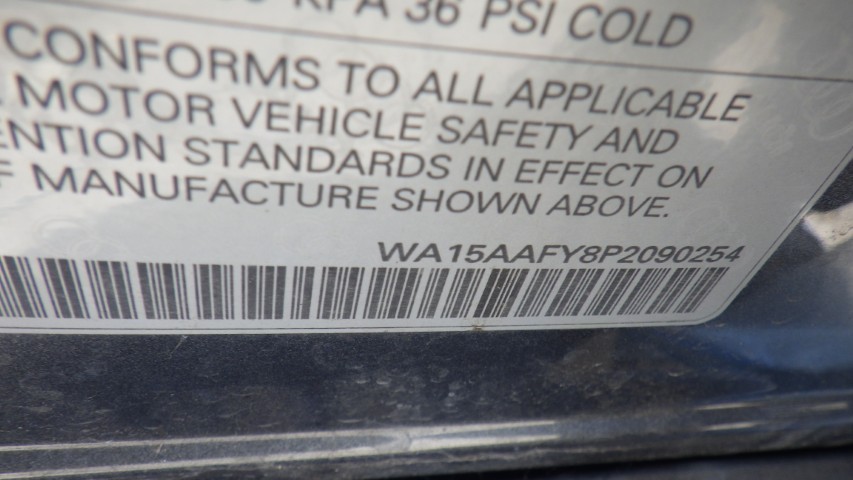 KPA 36 PSI COLD
CONFORMS TO ALL APPLICABLE
MOTOR VEHICLE SAFETY AND
ENTION STANDARDS IN EFFECT ON
F MANUFACTURE SHOWN ABOVE.
WA15AAFY8P2090254